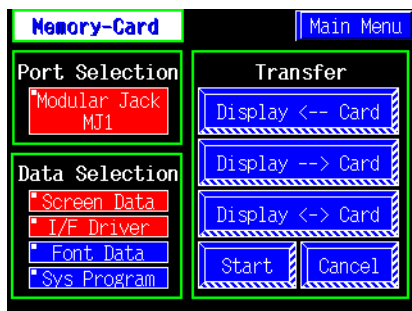 Memory-Card
Main Menu
Port Selection
Modular Jack
MJ1
Data Selection
Screen Data
I/F Driver
Font Data
Sys Program
Transfer
Display <-- Card
Display --> Card
Display <-> Card
Start
Cancel